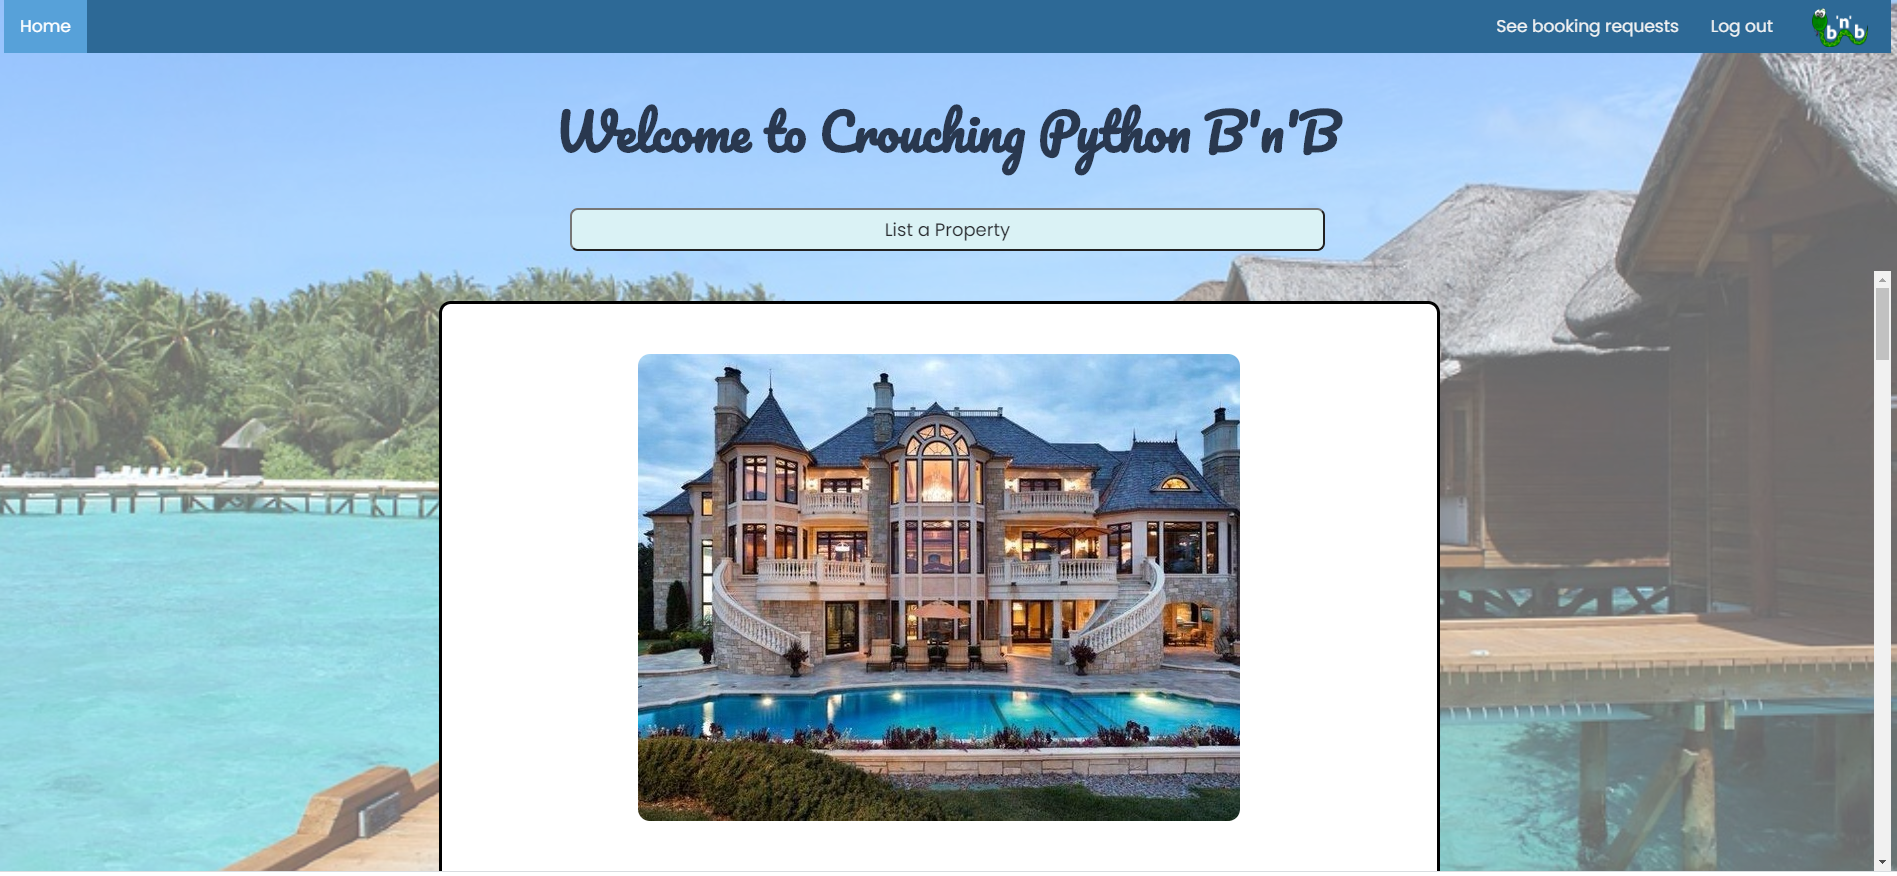 Home
See booking requests
Log out
b'n'b
Welcome to Crouching Python B'n'B
List a Property